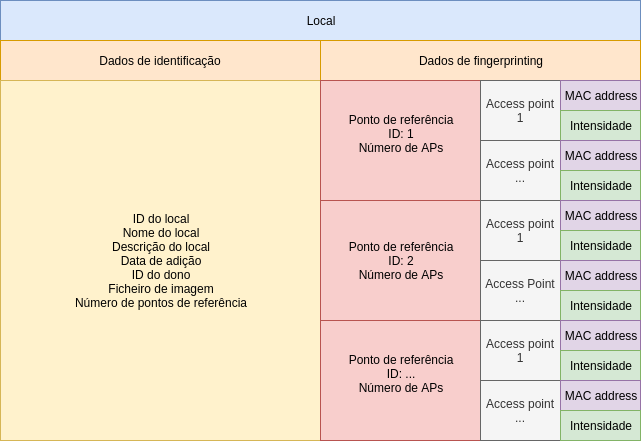 Local
Dados de identificação
Dados de fingerprinting
ID do local
Nome do local
Descrição do local
Data de adição
ID do dono
Ficheiro de imagem
Número de pontos de referência
Ponto de referência
ID: 1
Número de APs
Access point
1
MAC address
Intensidade
Access point
...
MAC address
Intensidade
Ponto de referência
ID: 2
Número de APs
Access point
1
MAC address
Intensidade
Access Point
...
MAC address
Intensidade
Ponto de referência
ID: ...
Número de APs
Access point
1
MAC address
Intensidade
Access point
...
MAC address
Intensidade